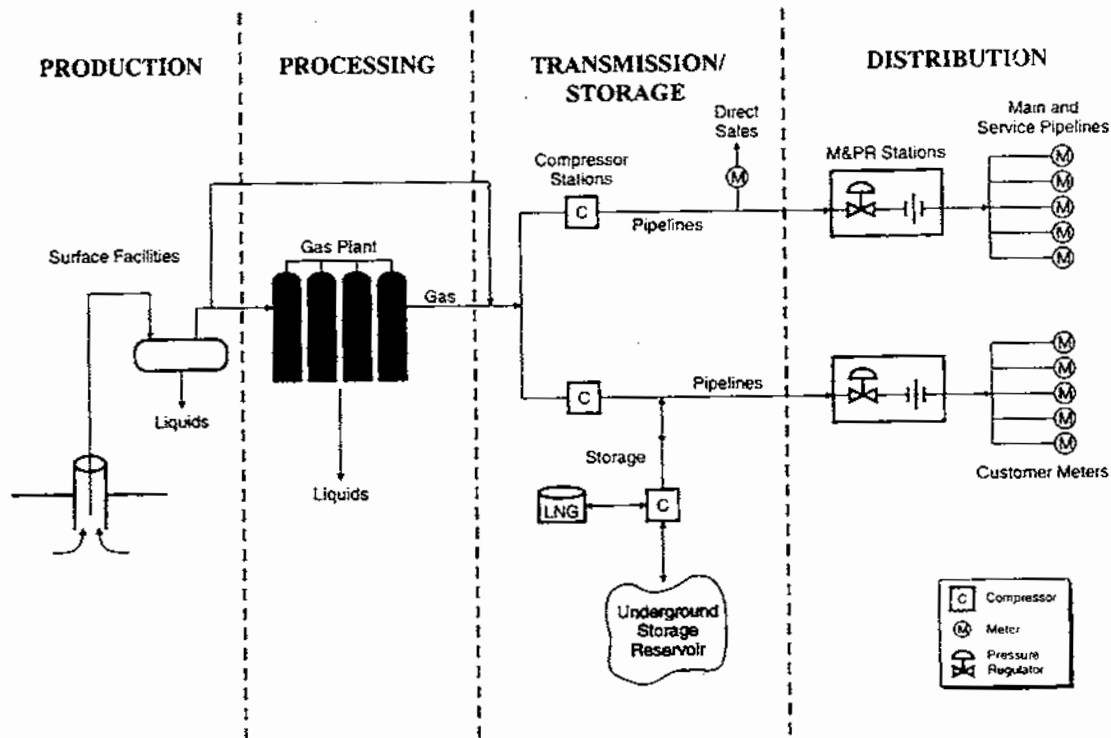 PRODUCTION
PROCESSING
TRANSMISSION/
STORAGE
DISTRIBUTION
Direct
Sales
Main and
Service Pipelines
M&PR Stations
Compressor
Stations
M
M
M
M
M
M
C
Pipelines
Surface Facilities
Gas Plant
Gas
Liquids
Liquids
C
Pipelines
M
M
M
M
M
Customer Meters
Storage
LNG
C
Underground
Storage
Reservoir
C Compressor
M Meter
Pressure
Regulator